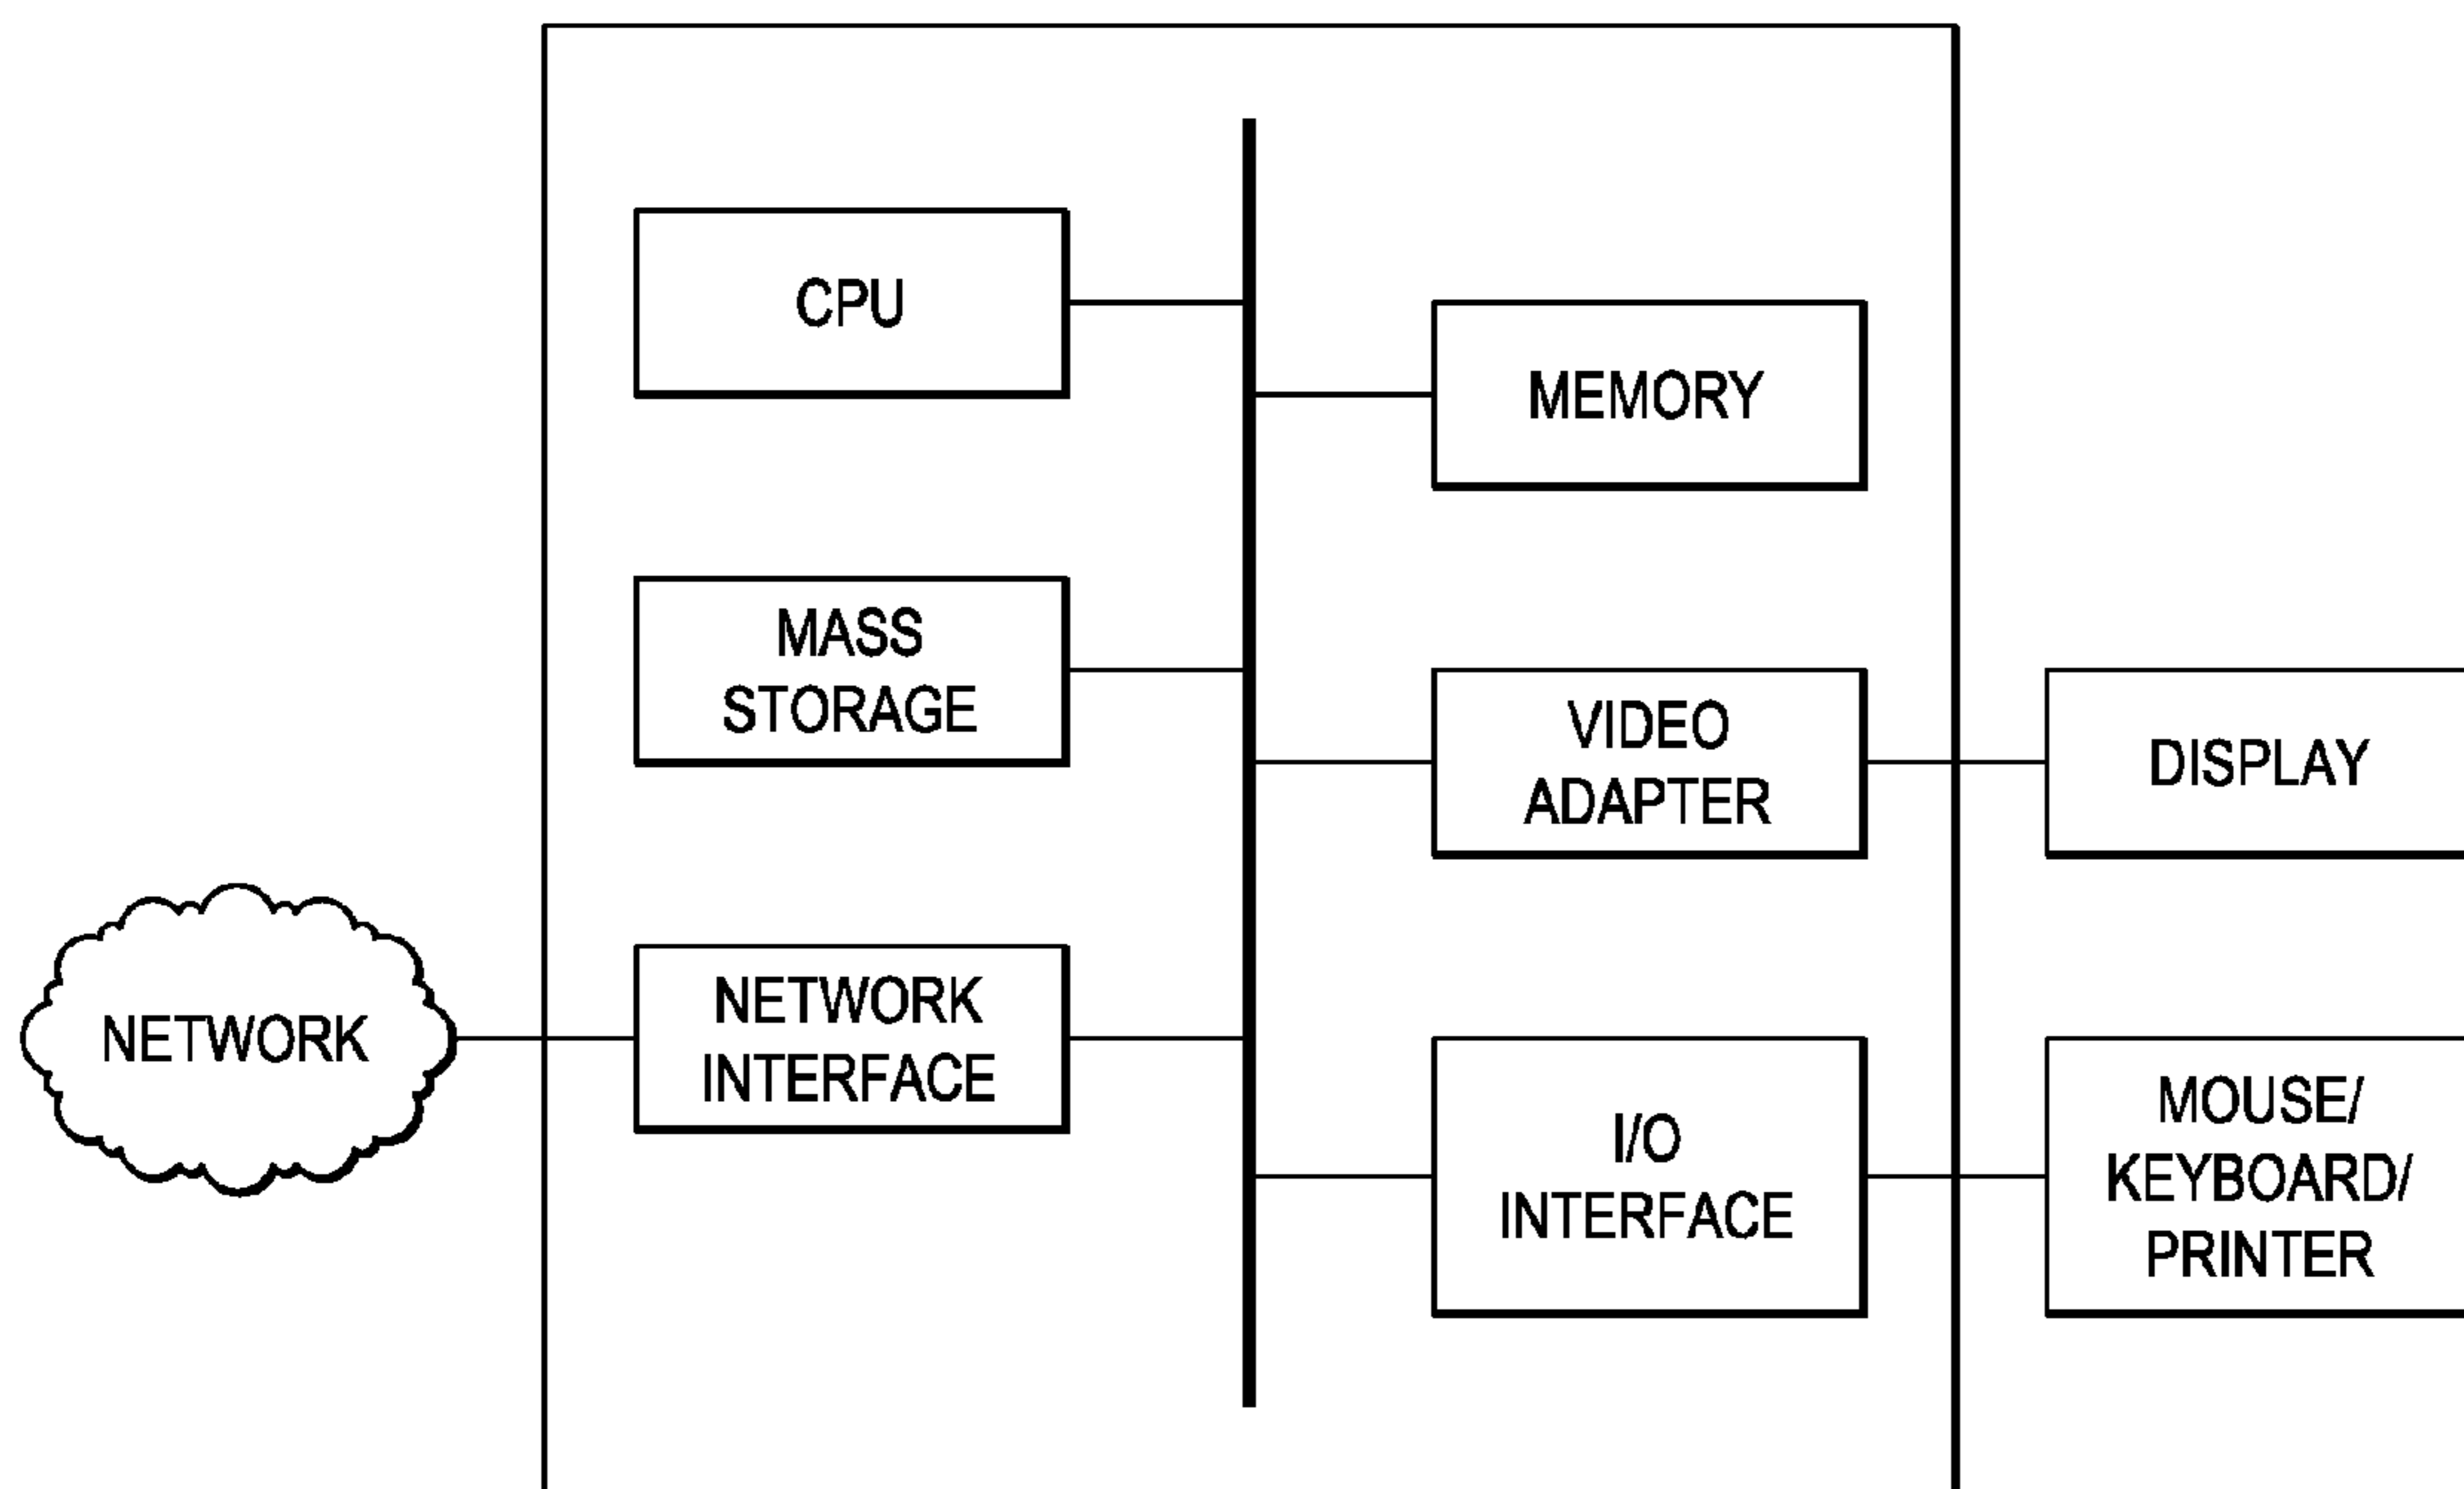 CPU
MEMORY
MASS
STORAGE
VIDEO
ADAPTER
DISPLAY
NETWORK
NETWORK
INTERFACE
I/O
INTERFACE
MOUSE/
KEYBOARD/
PRINTER